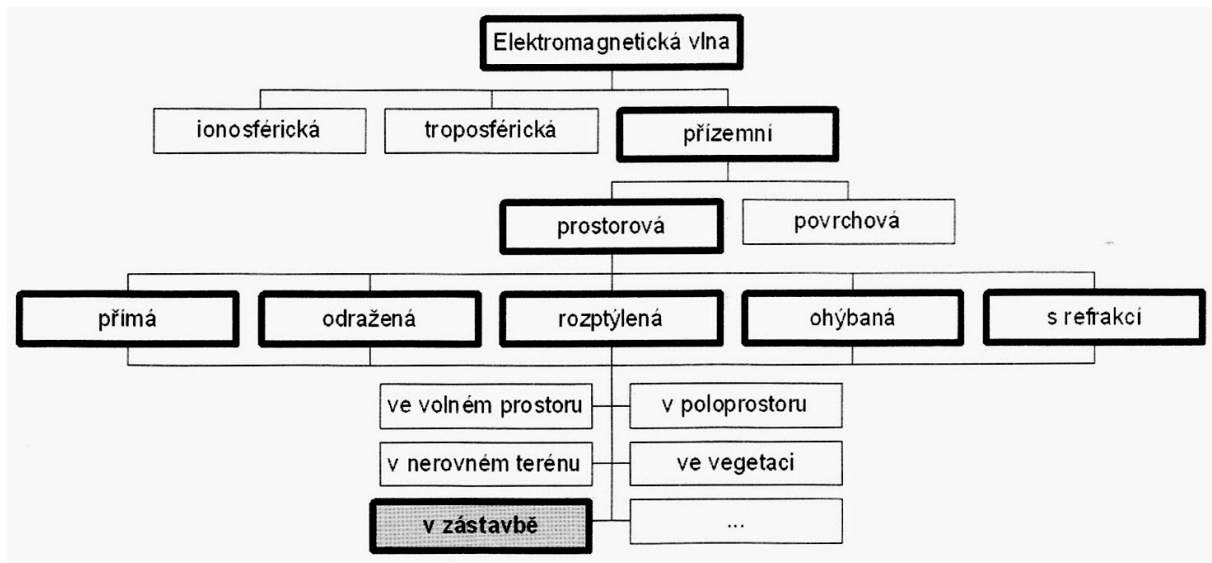 Elektromagnetická vlna
ionosférická
troposférická
přízemní
prostorová
povrchová
přímá
odražená
rozptýlená
ohýbaná
s refrakcí
ve volném prostoru
v poloprostoru
v nerovném terénu
ve vegetaci
v zástavbě
...